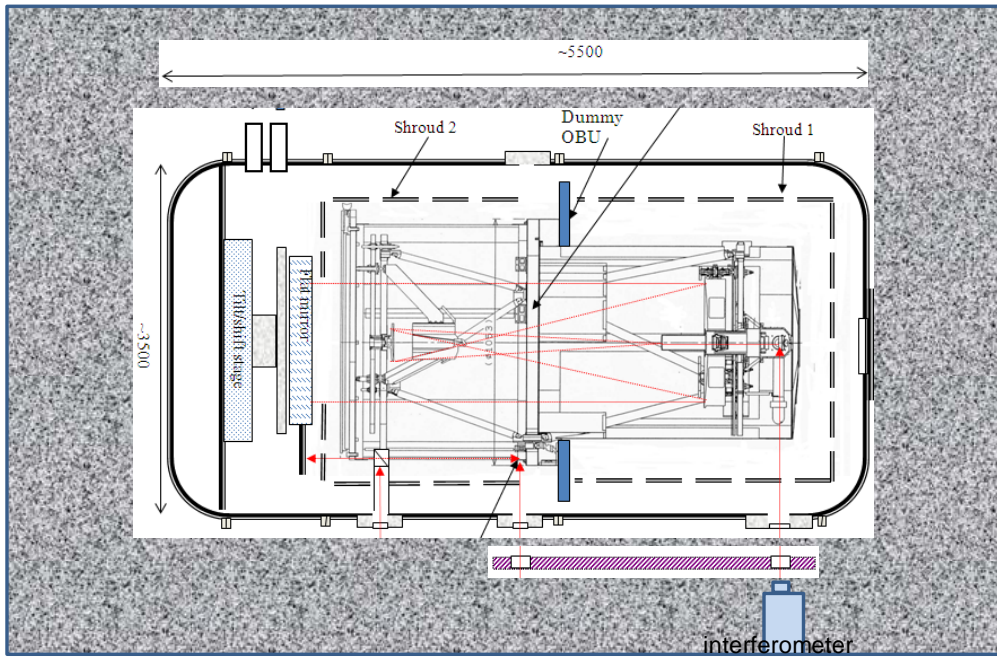 ~5500
Shroud 2
Dummy
OBU
Shroud 1
~3500
Tilt/shift stage
Flat mirror
interferometer